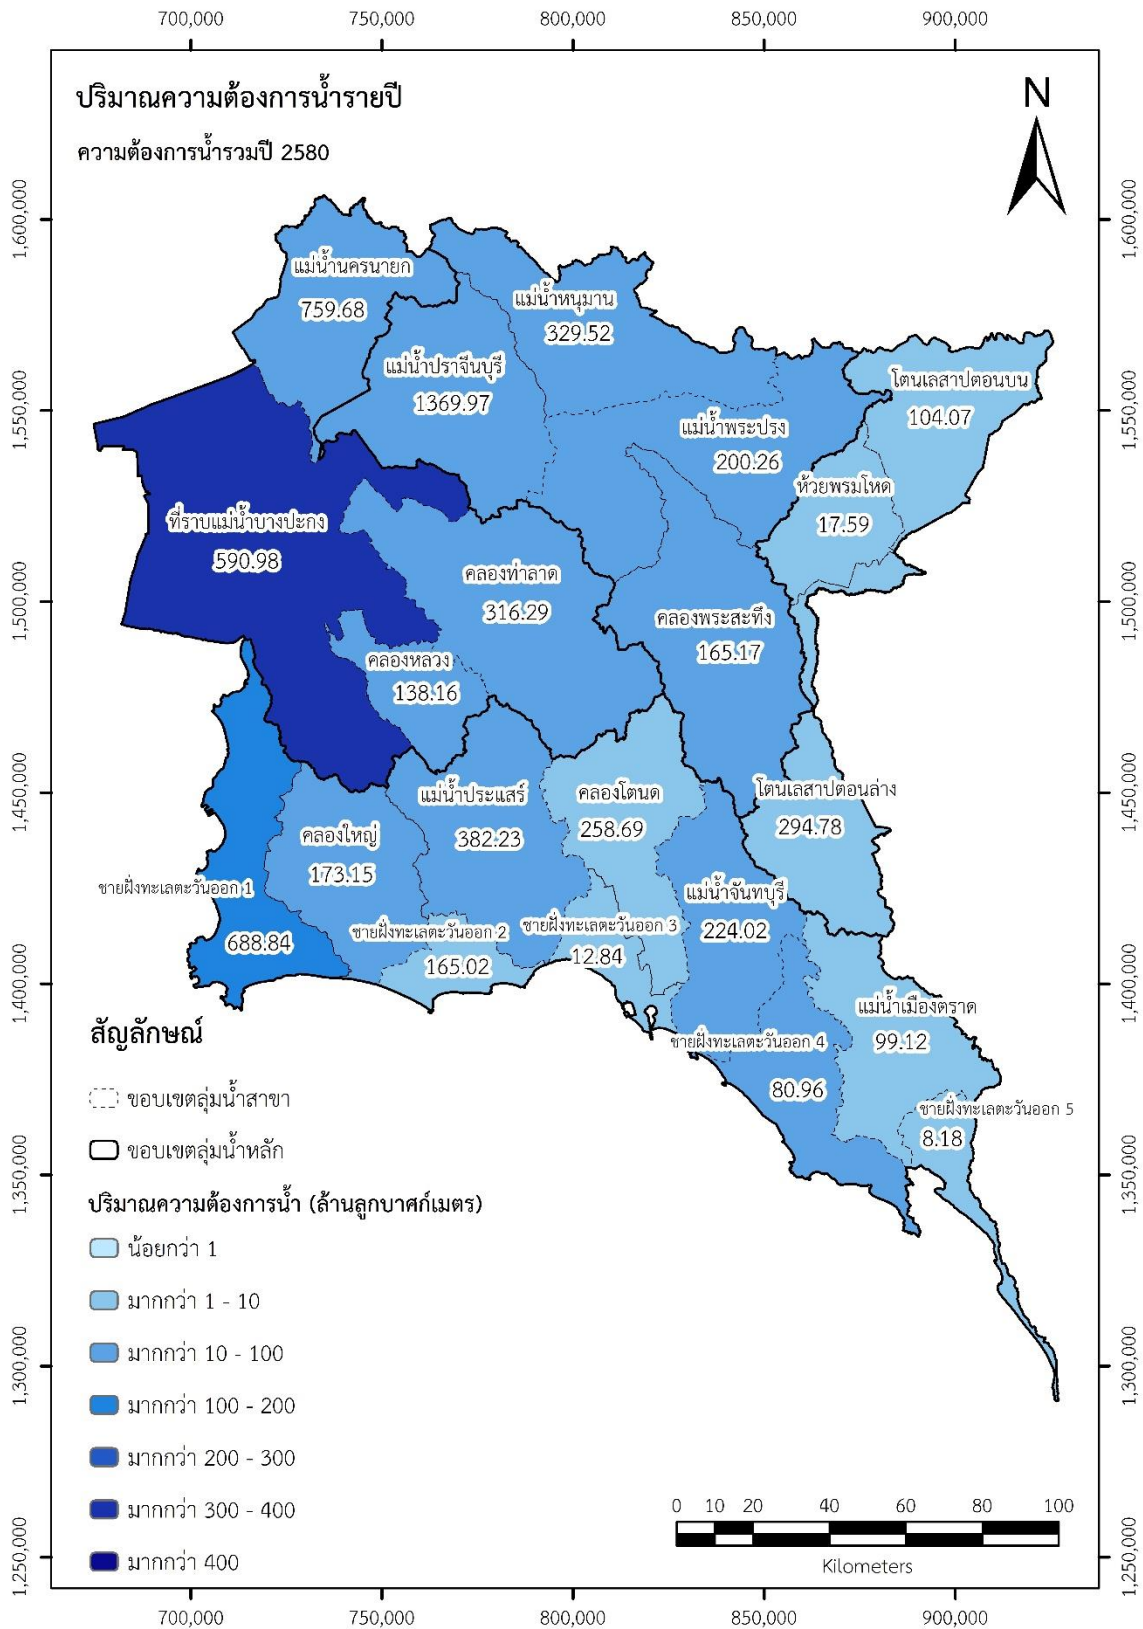 700,000 750,000 800,000 850,000 900,000
ปริมาณความต้องการน้ำรายปี
ความต้องการน้ำรวมปี 2580
N
1,600,000 1,600,000
แม่น้ำนครนายก
759.68
แม่น้ำหนุมาน
329.52
แม่น้ำปราจีนบุรี
1369.97
โตนเลสาปตอนบน
104.07
1,550,000 1,550,000
แม่น้ำพระปรง
200.26
ห้วยพรมโหด
17.59
ที่ราบแม่น้ำบางปะกง
590.98
คลองท่าลาด
316.29
1,500,000 1,500,000
คลองพระสะทึง
165.17
คลองหลวง
138.16
1,450,000 1,450,000
แม่น้ำประแสร์
382.23
คลองโตนด
258.69
โตนเลสาปตอนล่าง
294.78
คลองใหญ่
173.15
ชายฝั่งทะเลตะวันออก 1
688.84
แม่น้ำจันทบุรี
224.02
ชายฝั่งทะเลตะวันออก 2
165.02
ชายฝั่งทะเลตะวันออก 3
12.84
1,400,000 1,400,000
แม่น้ำเมืองตราด
99.12
ชายฝั่งทะเลตะวันออก 4
80.96
ชายฝั่งทะเลตะวันออก 5
8.18
สัญลักษณ์
ขอบเขตลุ่มน้ำสาขา
ขอบเขตลุ่มน้ำหลัก
1,350,000 1,350,000
ปริมาณความต้องการน้ำ (ล้านลูกบาศก์เมตร)
น้อยกว่า 1
มากกว่า 1 - 10
มากกว่า 10 - 100
1,300,000 1,300,000
มากกว่า 100 - 200
มากกว่า 200 - 300
มากกว่า 300 - 400
มากกว่า 400
1,250,000 1,250,000
0 10 20 40 60 80 100
Kilometers
700,000 750,000 800,000 850,000 900,000